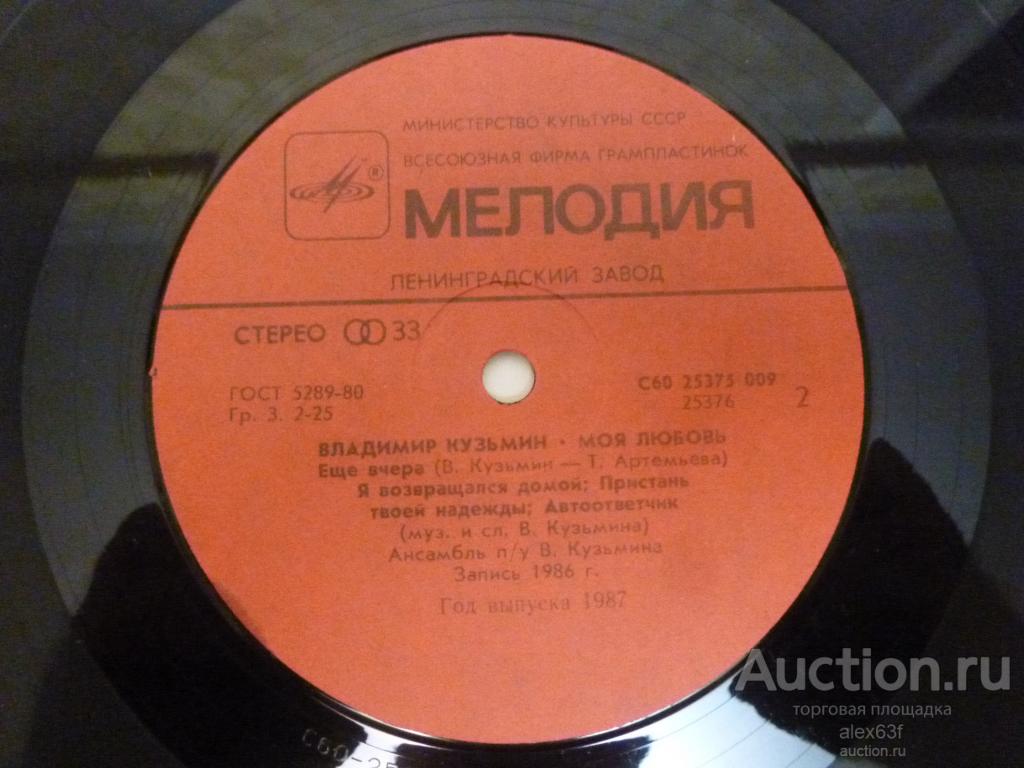 МИНИСТЕРСТВО КУЛЬТУРЫ СССР
ВСЕСОЮЗНАЯ ФИРМА ГРАМПЛАСТИНОК
®
МЕЛОДИЯ
ЛЕНИНГРАДСКИЙ ЗАВОД
СТЕРЕО 33
ГОСТ 5289-80
Гр. 3. 2-25
С60 25375 009
25376
2
ВЛАДИМИР КУЗЬМИН · МОЯ ЛЮБОВЬ
Еще вчера (В. Кузьмин — Т. Артемьева)
Я возвращался домой; Пристань
твоей надежды; Автоответчик
(муз. и сл. В. Кузьмина)
Ансамбль п/у В. Кузьмина
Запись 1986 г.
Год выпуска 1987
С60-25
Auction.ru
торговая площадка
alex63f
auction.ru